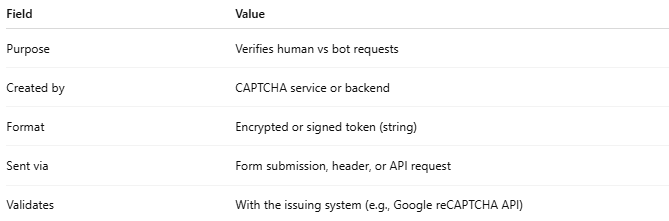 Field Value
Purpose Verifies human vs bot requests
Created by CAPTCHA service or backend
Format Encrypted or signed token (string)
Sent via Form submission, header, or API request
Validates With the issuing system (e.g., Google reCAPTCHA API)